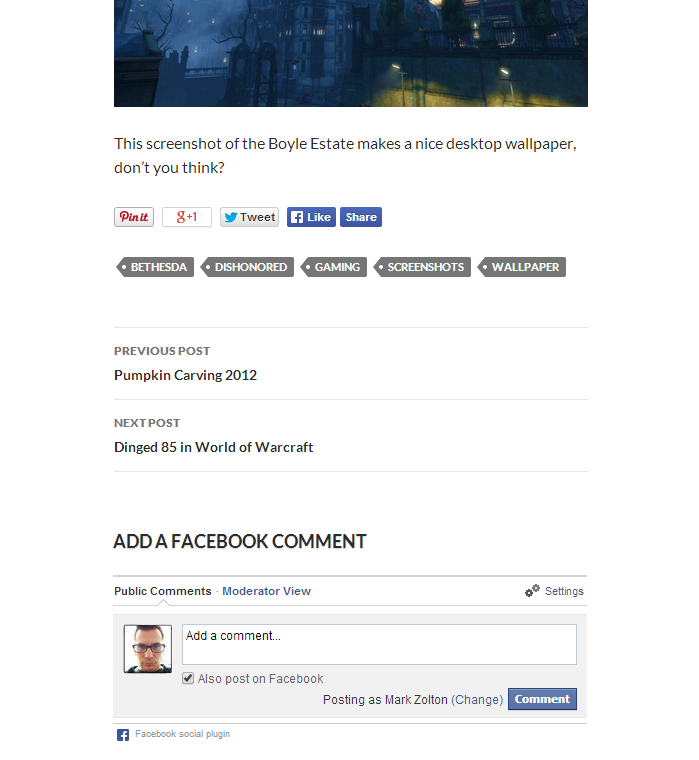 This screenshot of the Boyle Estate makes a nice desktop wallpaper,
don't you think?
Pin it g+1 Tweet Like Share
BETHESDA DISHONORED GAMING SCREENSHOTS WALLPAPER
PREVIOUS POST
Pumpkin Carving 2012
NEXT POST
Dinged 85 in World of Warcraft
ADD A FACEBOOK COMMENT
Public Comments · Moderator View Settings
Add a comment...
Also post on Facebook
Posting as Mark Zolton (Change) Comment
Facebook social plugin